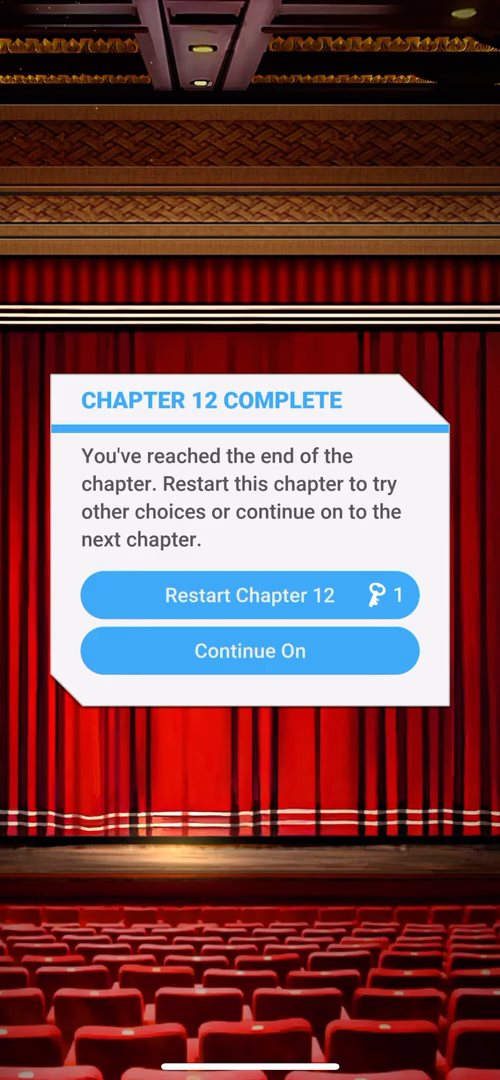 CHAPTER 12 COMPLETE
You've reached the end of the
chapter. Restart this chapter to try
other choices or continue on to the
next chapter.
Restart Chapter 12 1
Continue On